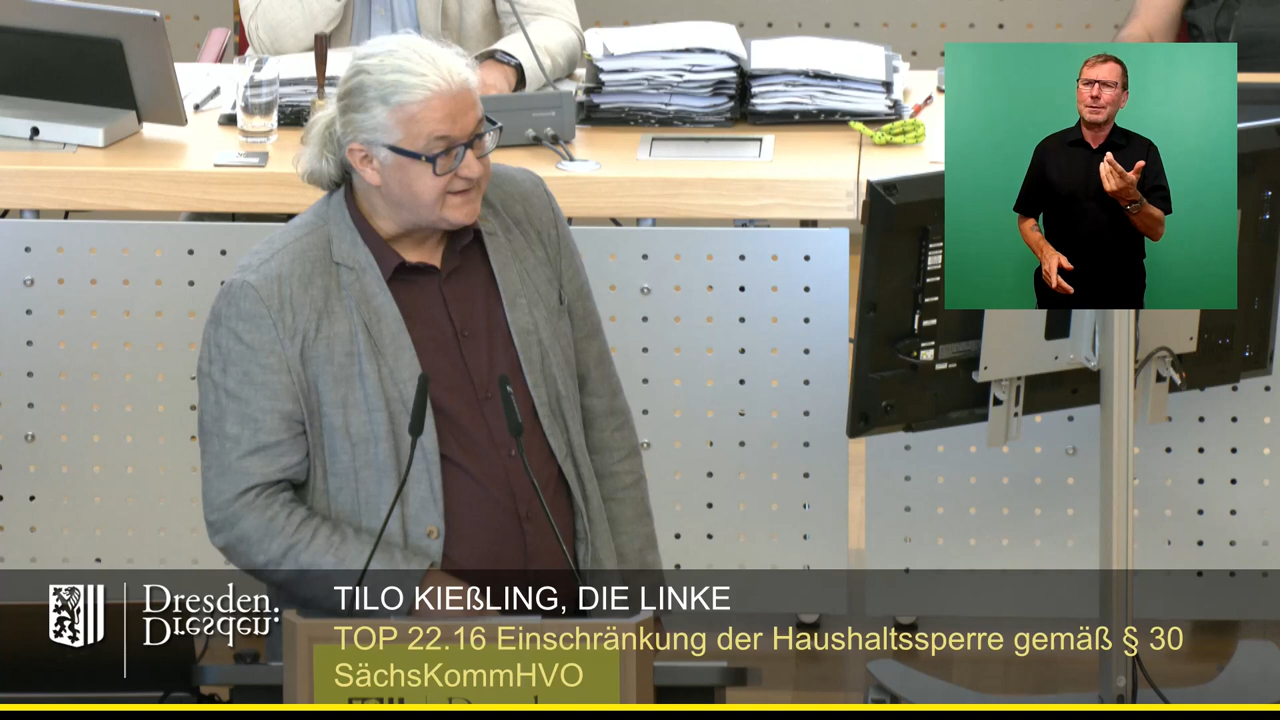 TILO KIEßLING, DIE LINKE
Dresden.
Dresden.
TOP 22.16 Einschränkung der Haushaltssperre gemäß § 30
SächsKommHVO